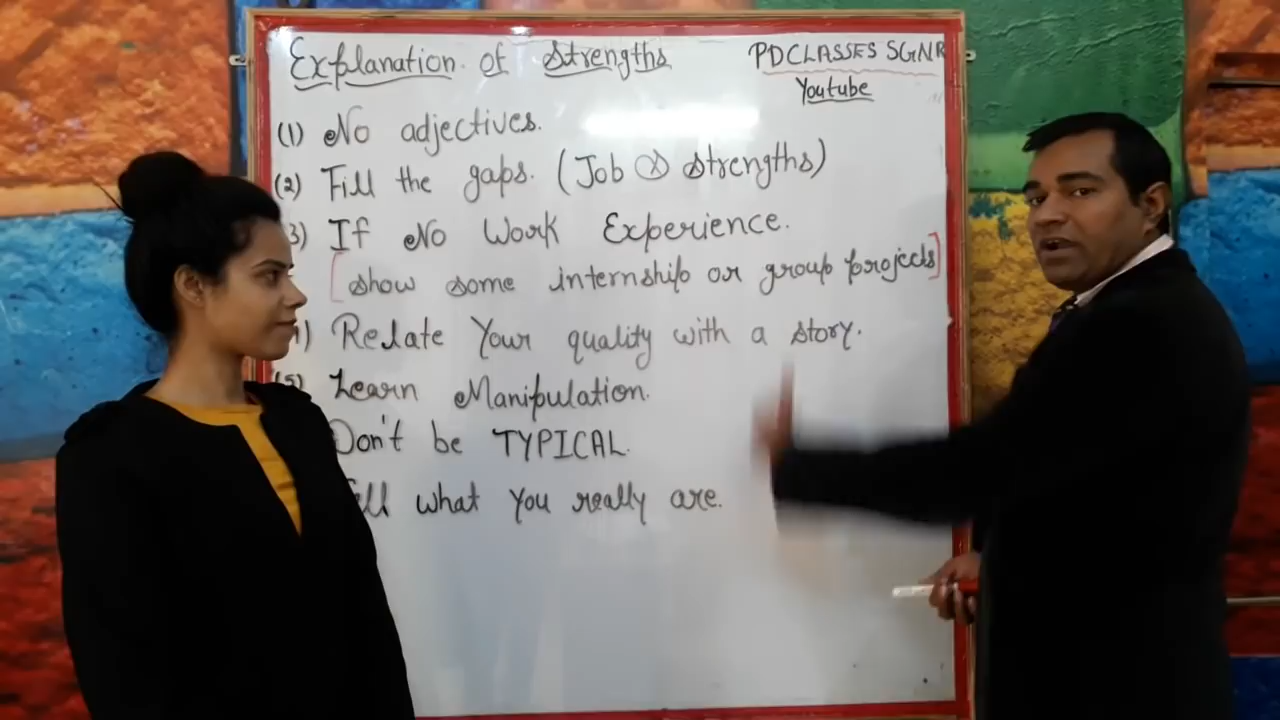 Explanation of Strengths
PDCLASSES SGNR
Youtube
(1) No adjectives.
(2) Fill the gaps. (Job & Strengths)
3) If No Work Experience.
[show some internship or group projects]
) Relate Your quality with a story.
(5) Learn Manipulation.
Don't be TYPICAL.
ell what you really are.